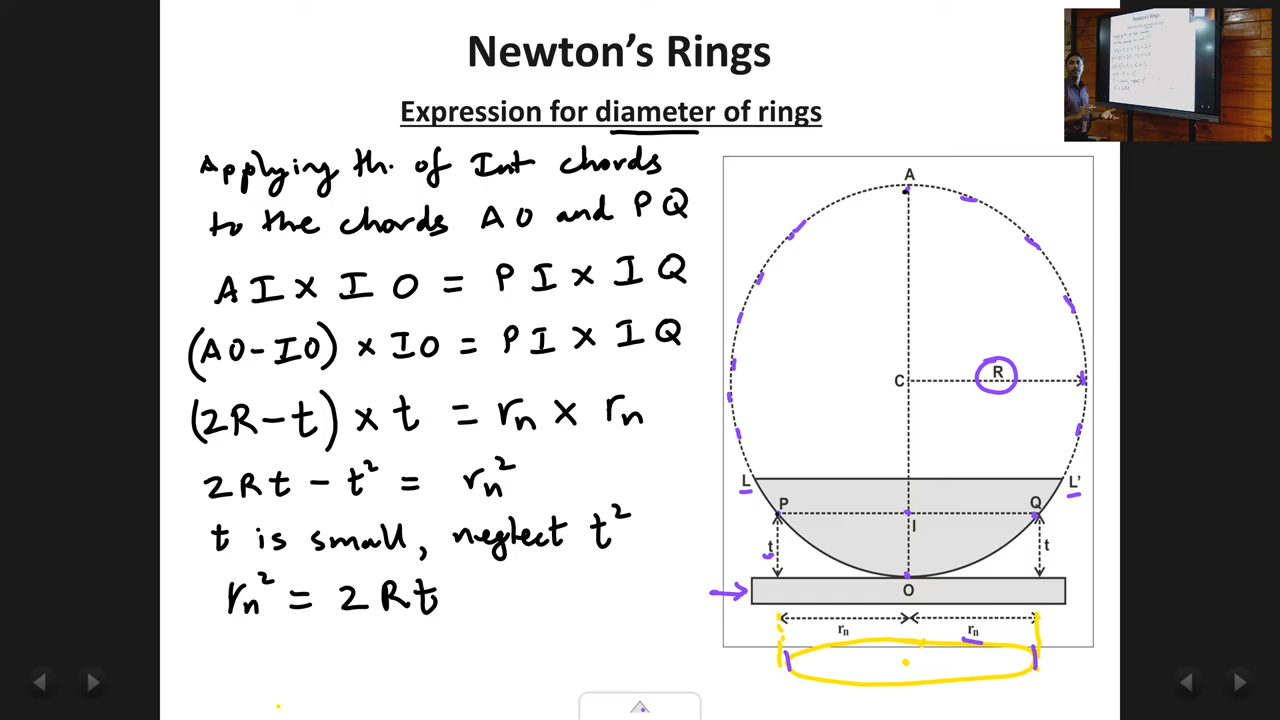 Newton's Rings
Expression for diameter of rings
Applying th. of Int chords
to the chords AO and PQ
AI × IO = PI × IQ
(AO-IO) × IO = PI × IQ
(2R-t) × t = rₙ × rₙ
2Rt - t² = rₙ²
t is small, neglect t²
rₙ² = 2Rt
A
C
R
L
L'
P
Q
I
t
t
O
rₙ
rₙ
Newton's Rings